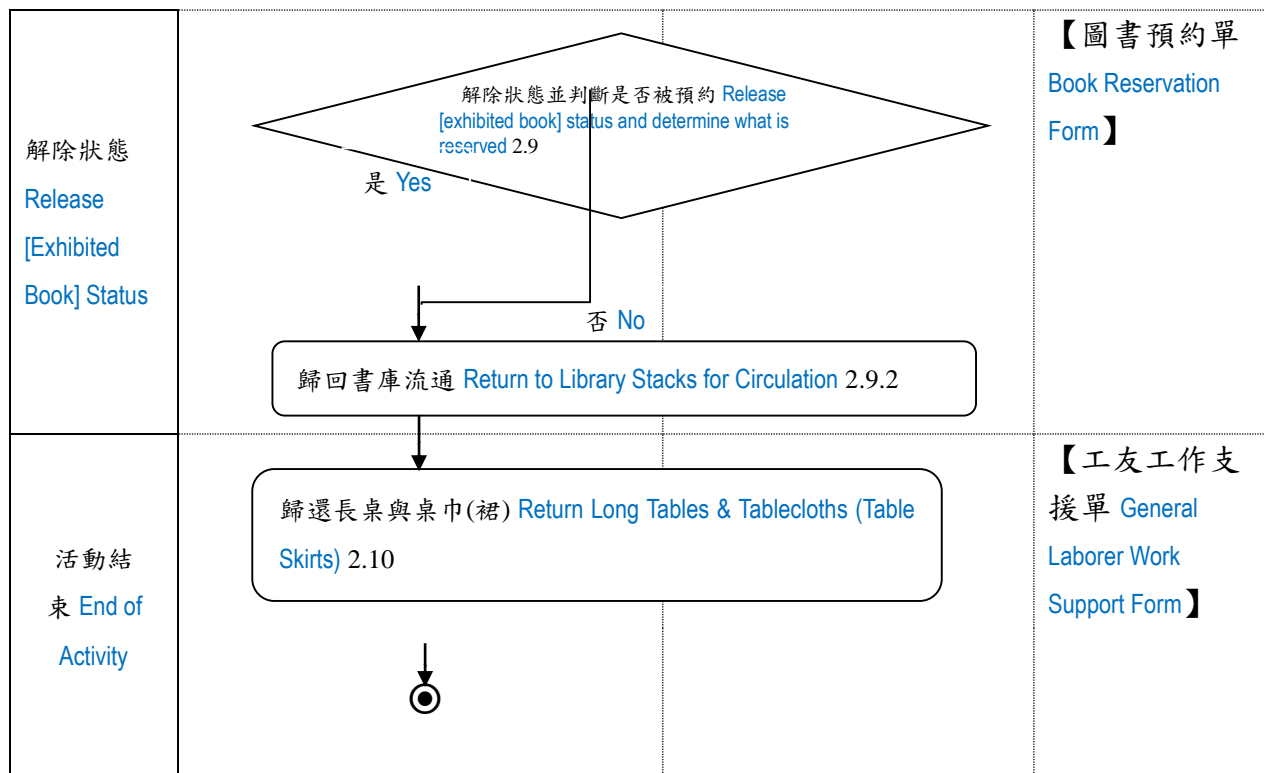 解除狀態
Release
[Exhibited
Book] Status
解除狀態並判斷是否被預約 Release
[exhibited book] status and determine what is
reserved 2.9
是 Yes
否 No
歸回書庫流通 Return to Library Stacks for Circulation 2.9.2
【圖書預約單
Book Reservation
Form】
活動結
束 End of
Activity
歸還長桌與桌巾(裙) Return Long Tables & Tablecloths (Table
Skirts) 2.10
【工友工作支
援單 General
Laborer Work
Support Form】